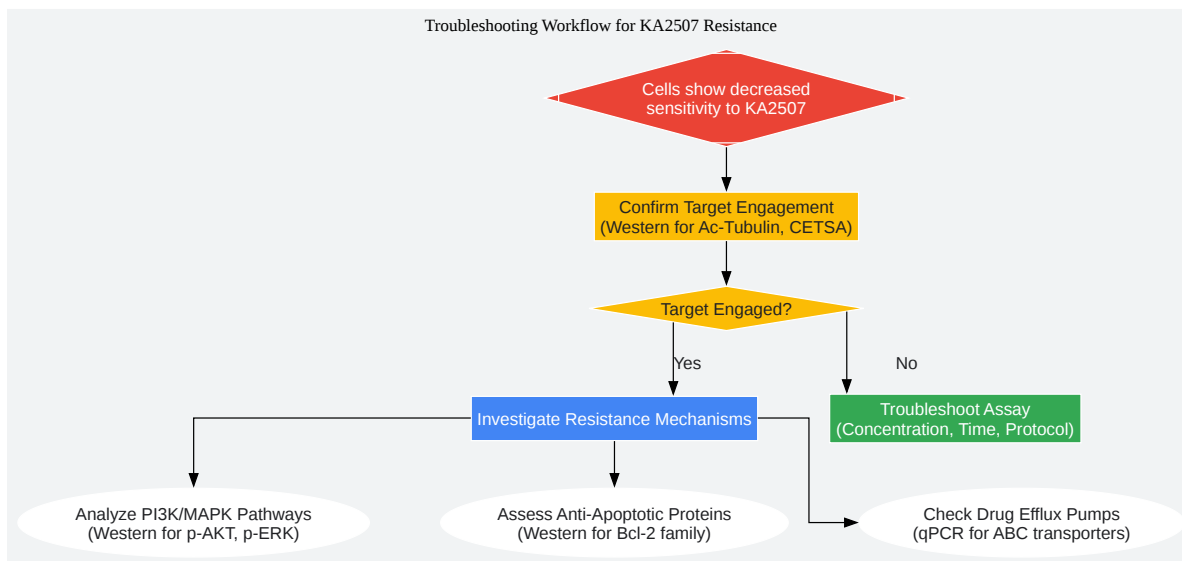 Troubleshooting Workflow for KA2507 Resistance
Cells show decreased
sensitivity to KA2507
Confirm Target Engagement
(Western for Ac-Tubulin, CETSA)
Target Engaged?
Yes
No
Investigate Resistance Mechanisms
Troubleshoot Assay
(Concentration, Time, Protocol)
Analyze PI3K/MAPK Pathways
(Western for p-AKT, p-ERK)
Assess Anti-Apoptotic Proteins
(Western for Bcl-2 family)
Check Drug Efflux Pumps
(qPCR for ABC transporters)